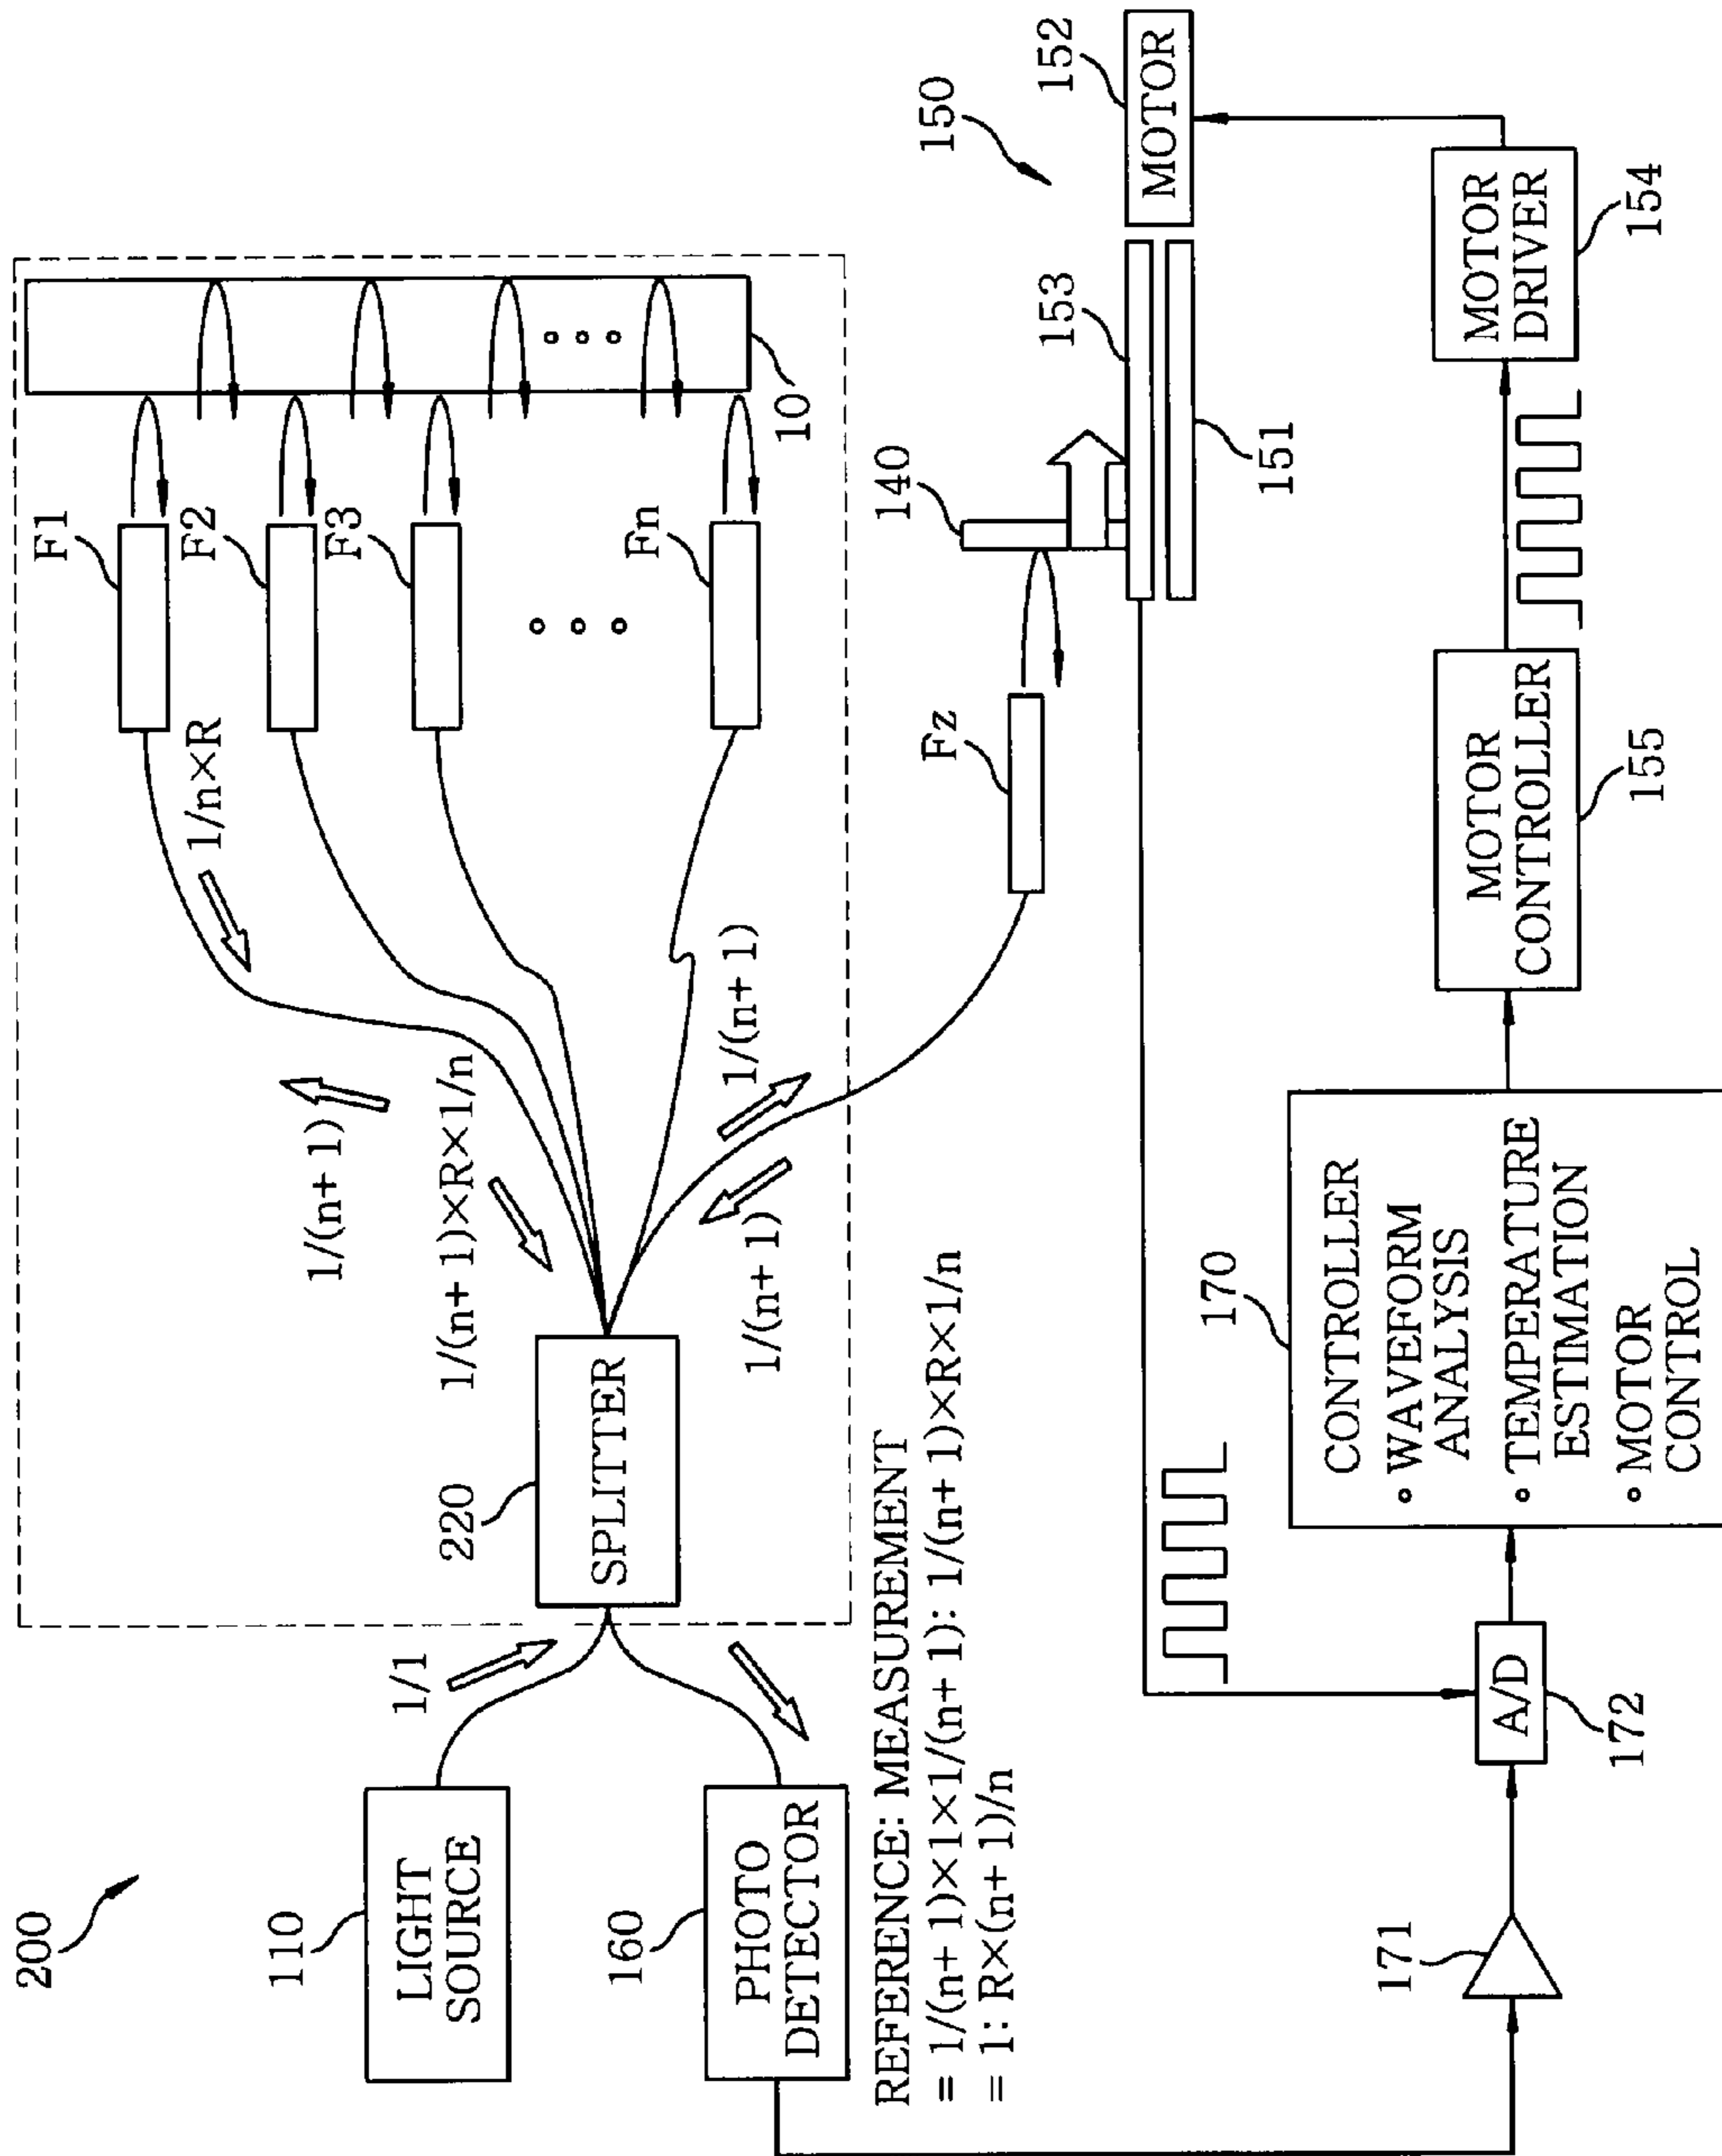 200
110
LIGHT
SOURCE
1/1
160
PHOTO
DETECTOR
220
SPLITTER
1/(n+1)
1/(n+1)×R×1/n
1/n×R
F1
F2
F3
Fn
10
1/(n+1)
1/(n+1)
Fz
140
150
REFERENCE: MEASUREMENT
= 1/(n+1)×1×1/(n+1): 1/(n+1)×R×1/n
= 1: R×(n+1)/n
153
151
152
MOTOR
171
A/D
172
170
CONTROLLER
∘ WAVEFORM
ANALYSIS
∘ TEMPERATURE
ESTIMATION
∘ MOTOR
CONTROL
MOTOR
CONTROLLER
155
MOTOR
DRIVER
154